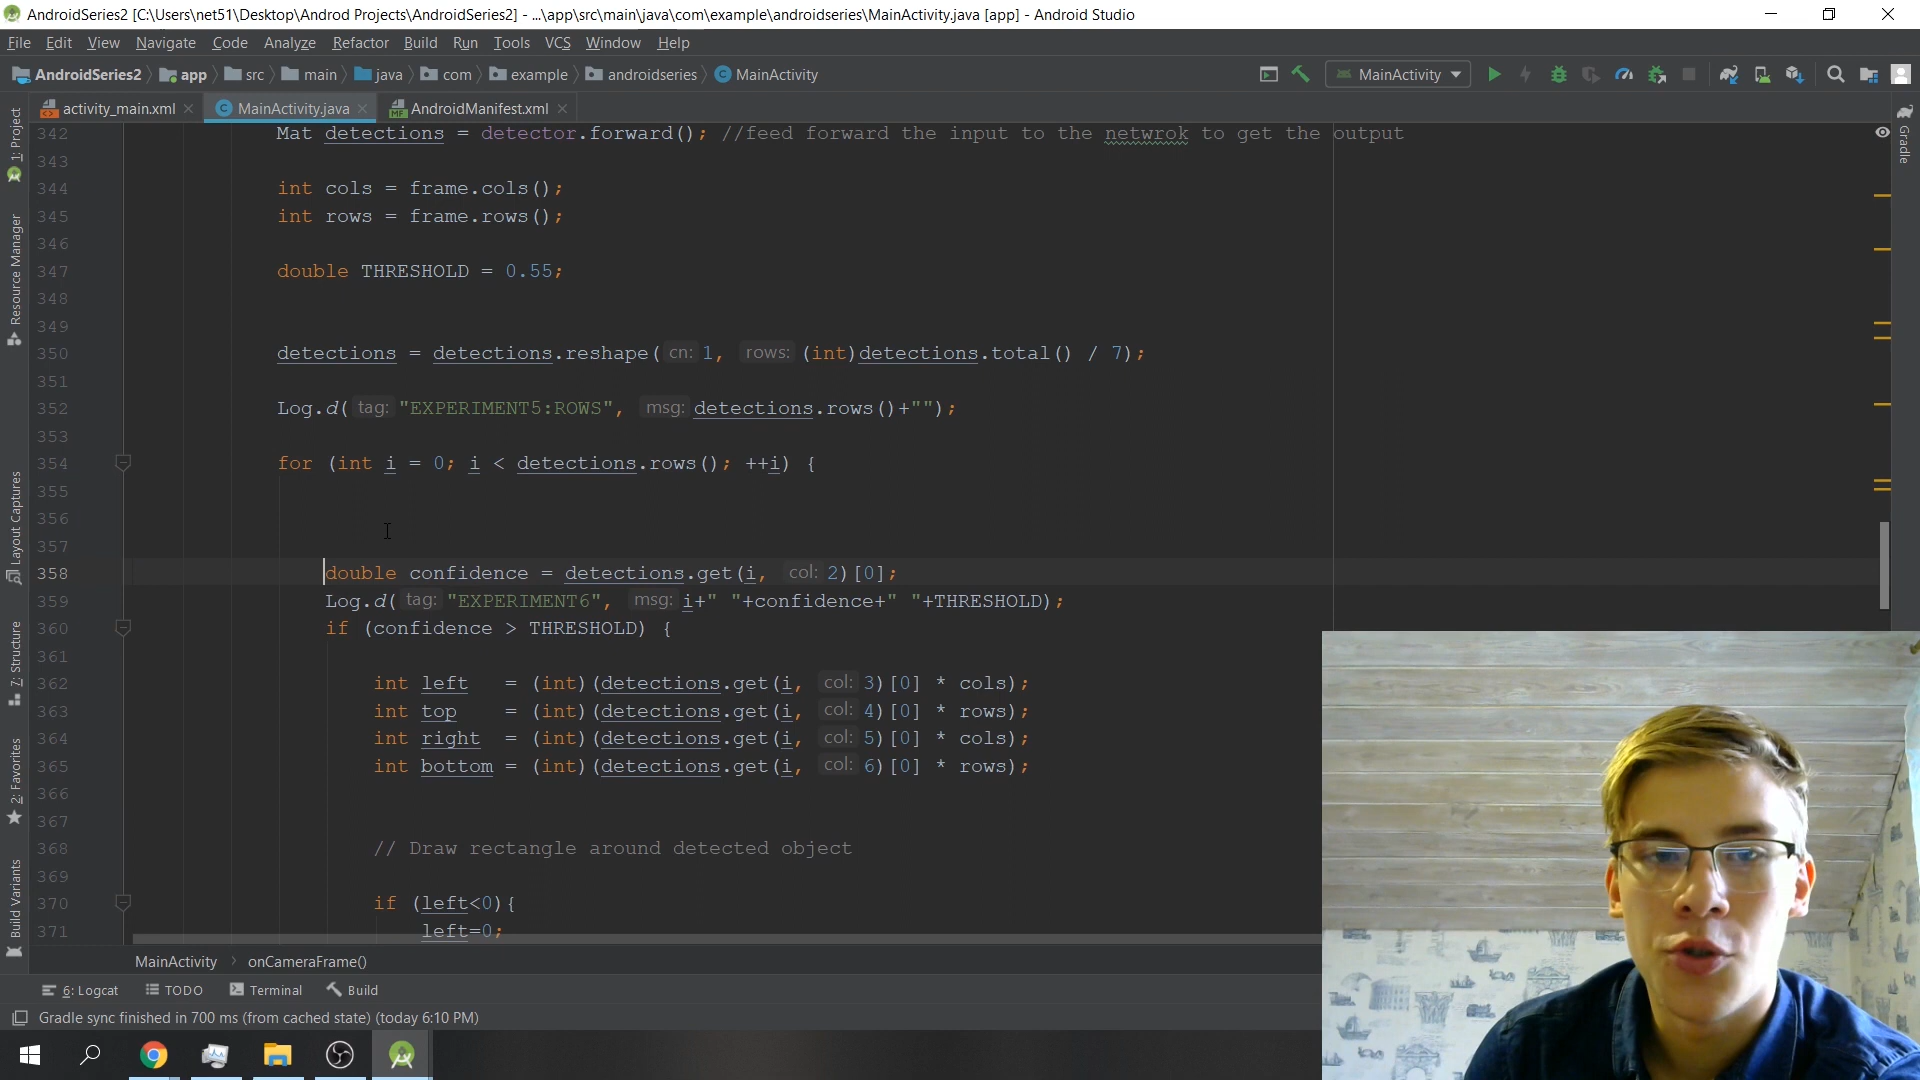 AndroidSeries2 [C:\Users\net51\Desktop\Androd Projects\AndroidSeries2] - ...\app\src\main\java\com\example\androidseries\MainActivity.java [app] - Android Studio
File Edit View Navigate Code Analyze Refactor Build Run Tools VCS Window Help
AndroidSeries2 app src main java com example androidseries MainActivity MainActivity
activity_main.xml MainActivity.java AndroidManifest.xml
1: Project
Resource Manager
Layout Captures
7: Structure
2: Favorites
Build Variants
Gradle
342 Mat detections = detector.forward(); //feed forward the input to the netwrok to get the output
343
344 int cols = frame.cols();
345 int rows = frame.rows();
346
347 double THRESHOLD = 0.55;
348
349
350 detections = detections.reshape( cn: 1, rows: (int)detections.total() / 7);
351
352 Log.d( tag: "EXPERIMENT5:ROWS", msg: detections.rows()+"");
353
354 for (int i = 0; i < detections.rows(); ++i) {
355
356
357
358 double confidence = detections.get(i, col: 2)[0];
359 Log.d( tag: "EXPERIMENT6", msg: i+" "+confidence+" "+THRESHOLD);
360 if (confidence > THRESHOLD) {
361
362 int left = (int)(detections.get(i, col: 3)[0] * cols);
363 int top = (int)(detections.get(i, col: 4)[0] * rows);
364 int right = (int)(detections.get(i, col: 5)[0] * cols);
365 int bottom = (int)(detections.get(i, col: 6)[0] * rows);
366
367
368 // Draw rectangle around detected object
369
370 if (left<0){
371 left=0;
MainActivity onCameraFrame()
6: Logcat TODO Terminal Build
Gradle sync finished in 700 ms (from cached state) (today 6:10 PM)